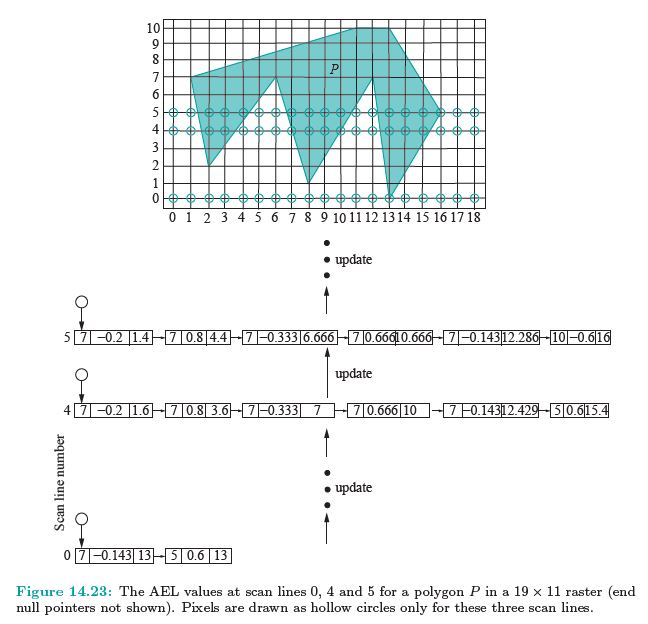 10
9
8
7
6
5
4
3
2
1
0
P
0 1 2 3 4 5 6 7 8 9 10 11 12 13 14 15 16 17 18
update
5 7 −0.2 1.4 7 0.8 4.4 7 −0.333 6.666 7 0.666 10.666 7 −0.143 12.286 10 −0.6 16
update
4 7 −0.2 1.6 7 0.8 3.6 7 −0.333 7 7 0.666 10 7 −0.143 12.429 5 0.6 15.4
Scan line number
update
0 7 −0.143 13 5 0.6 13
Figure 14.23: The AEL values at scan lines 0, 4 and 5 for a polygon P in a 19 × 11 raster (end
null pointers not shown). Pixels are drawn as hollow circles only for these three scan lines.